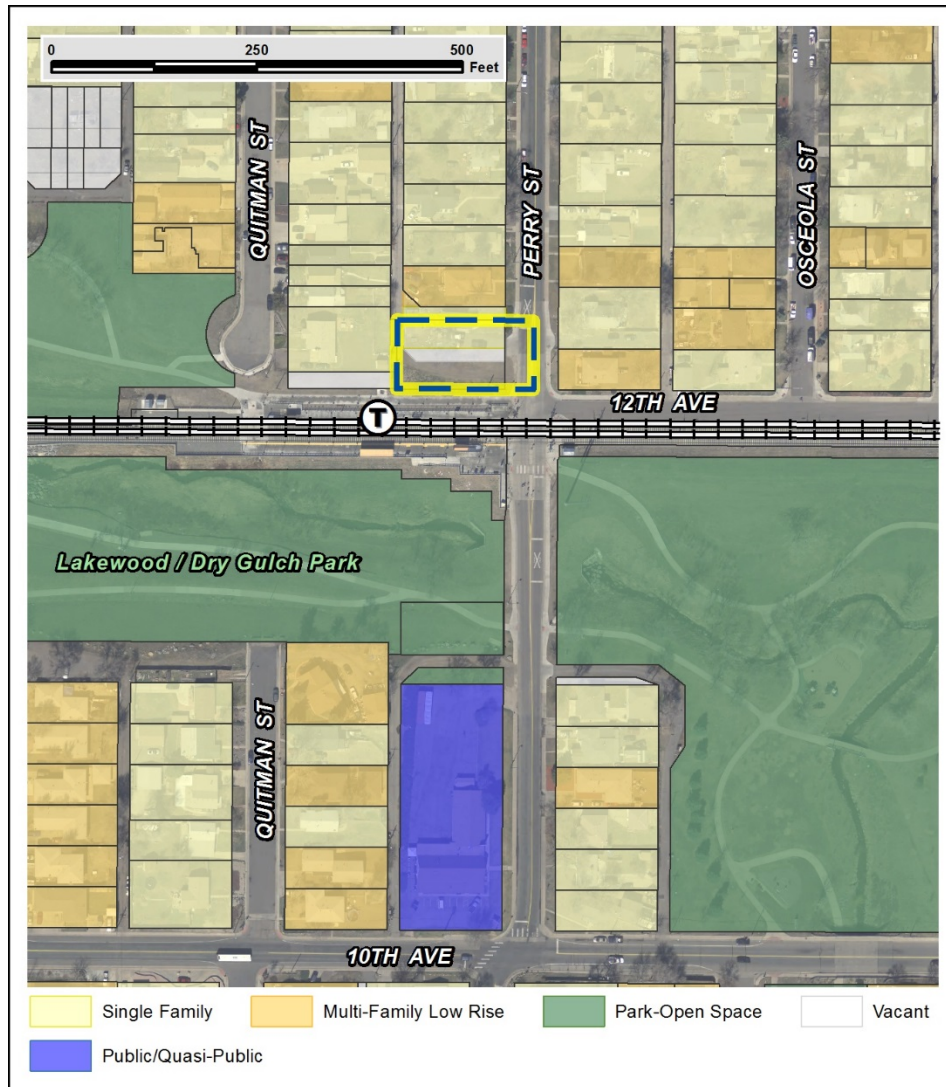 0 250 500
Feet
QUITMAN ST
PERRY ST
OSCEOLA ST
12TH AVE
T
Lakewood / Dry Gulch Park
QUITMAN ST
10TH AVE
Single Family
Multi-Family Low Rise
Park-Open Space
Vacant
Public/Quasi-Public